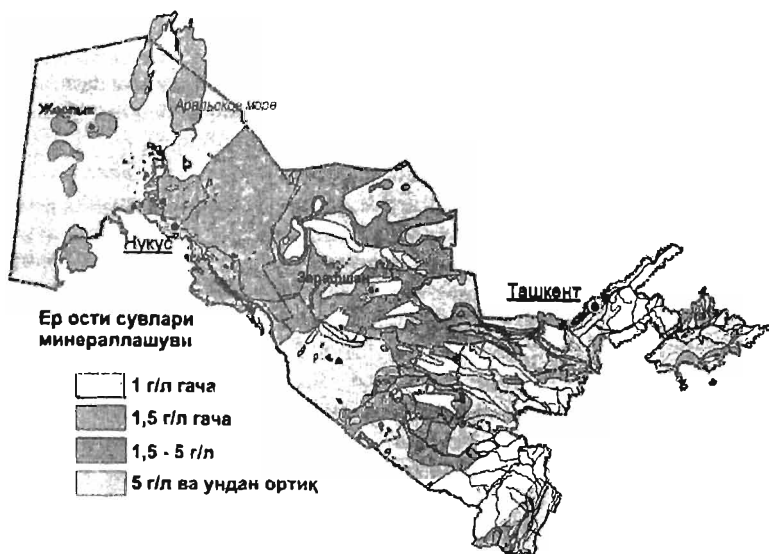 Жаслык
Аральское море
Нукус
Зарафшан
Ташкент
Ер ости сувлари
минераллашуви
1 г/л гача
1,5 г/л гача
1,5 - 5 г/л
5 г/л ва ундан ортиқ